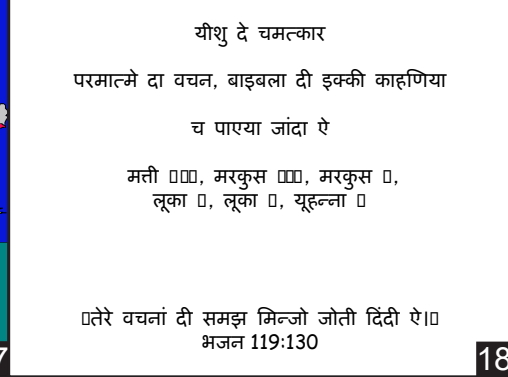 यीशु दे चमत्कार
परमात्मे दा वचन, बाइबला दी इक्की काहणिया
च पाएया जांदा ऐ
मत्ती ▯▯▯, मरकुस ▯▯▯, मरकुस ▯,
लूका ▯, लूका ▯, यूहन्ना ▯
▯तेरे वचनां दी समझ मिन्जो जोती दिंदी ऐ।▯
भजन 119:130
7
18